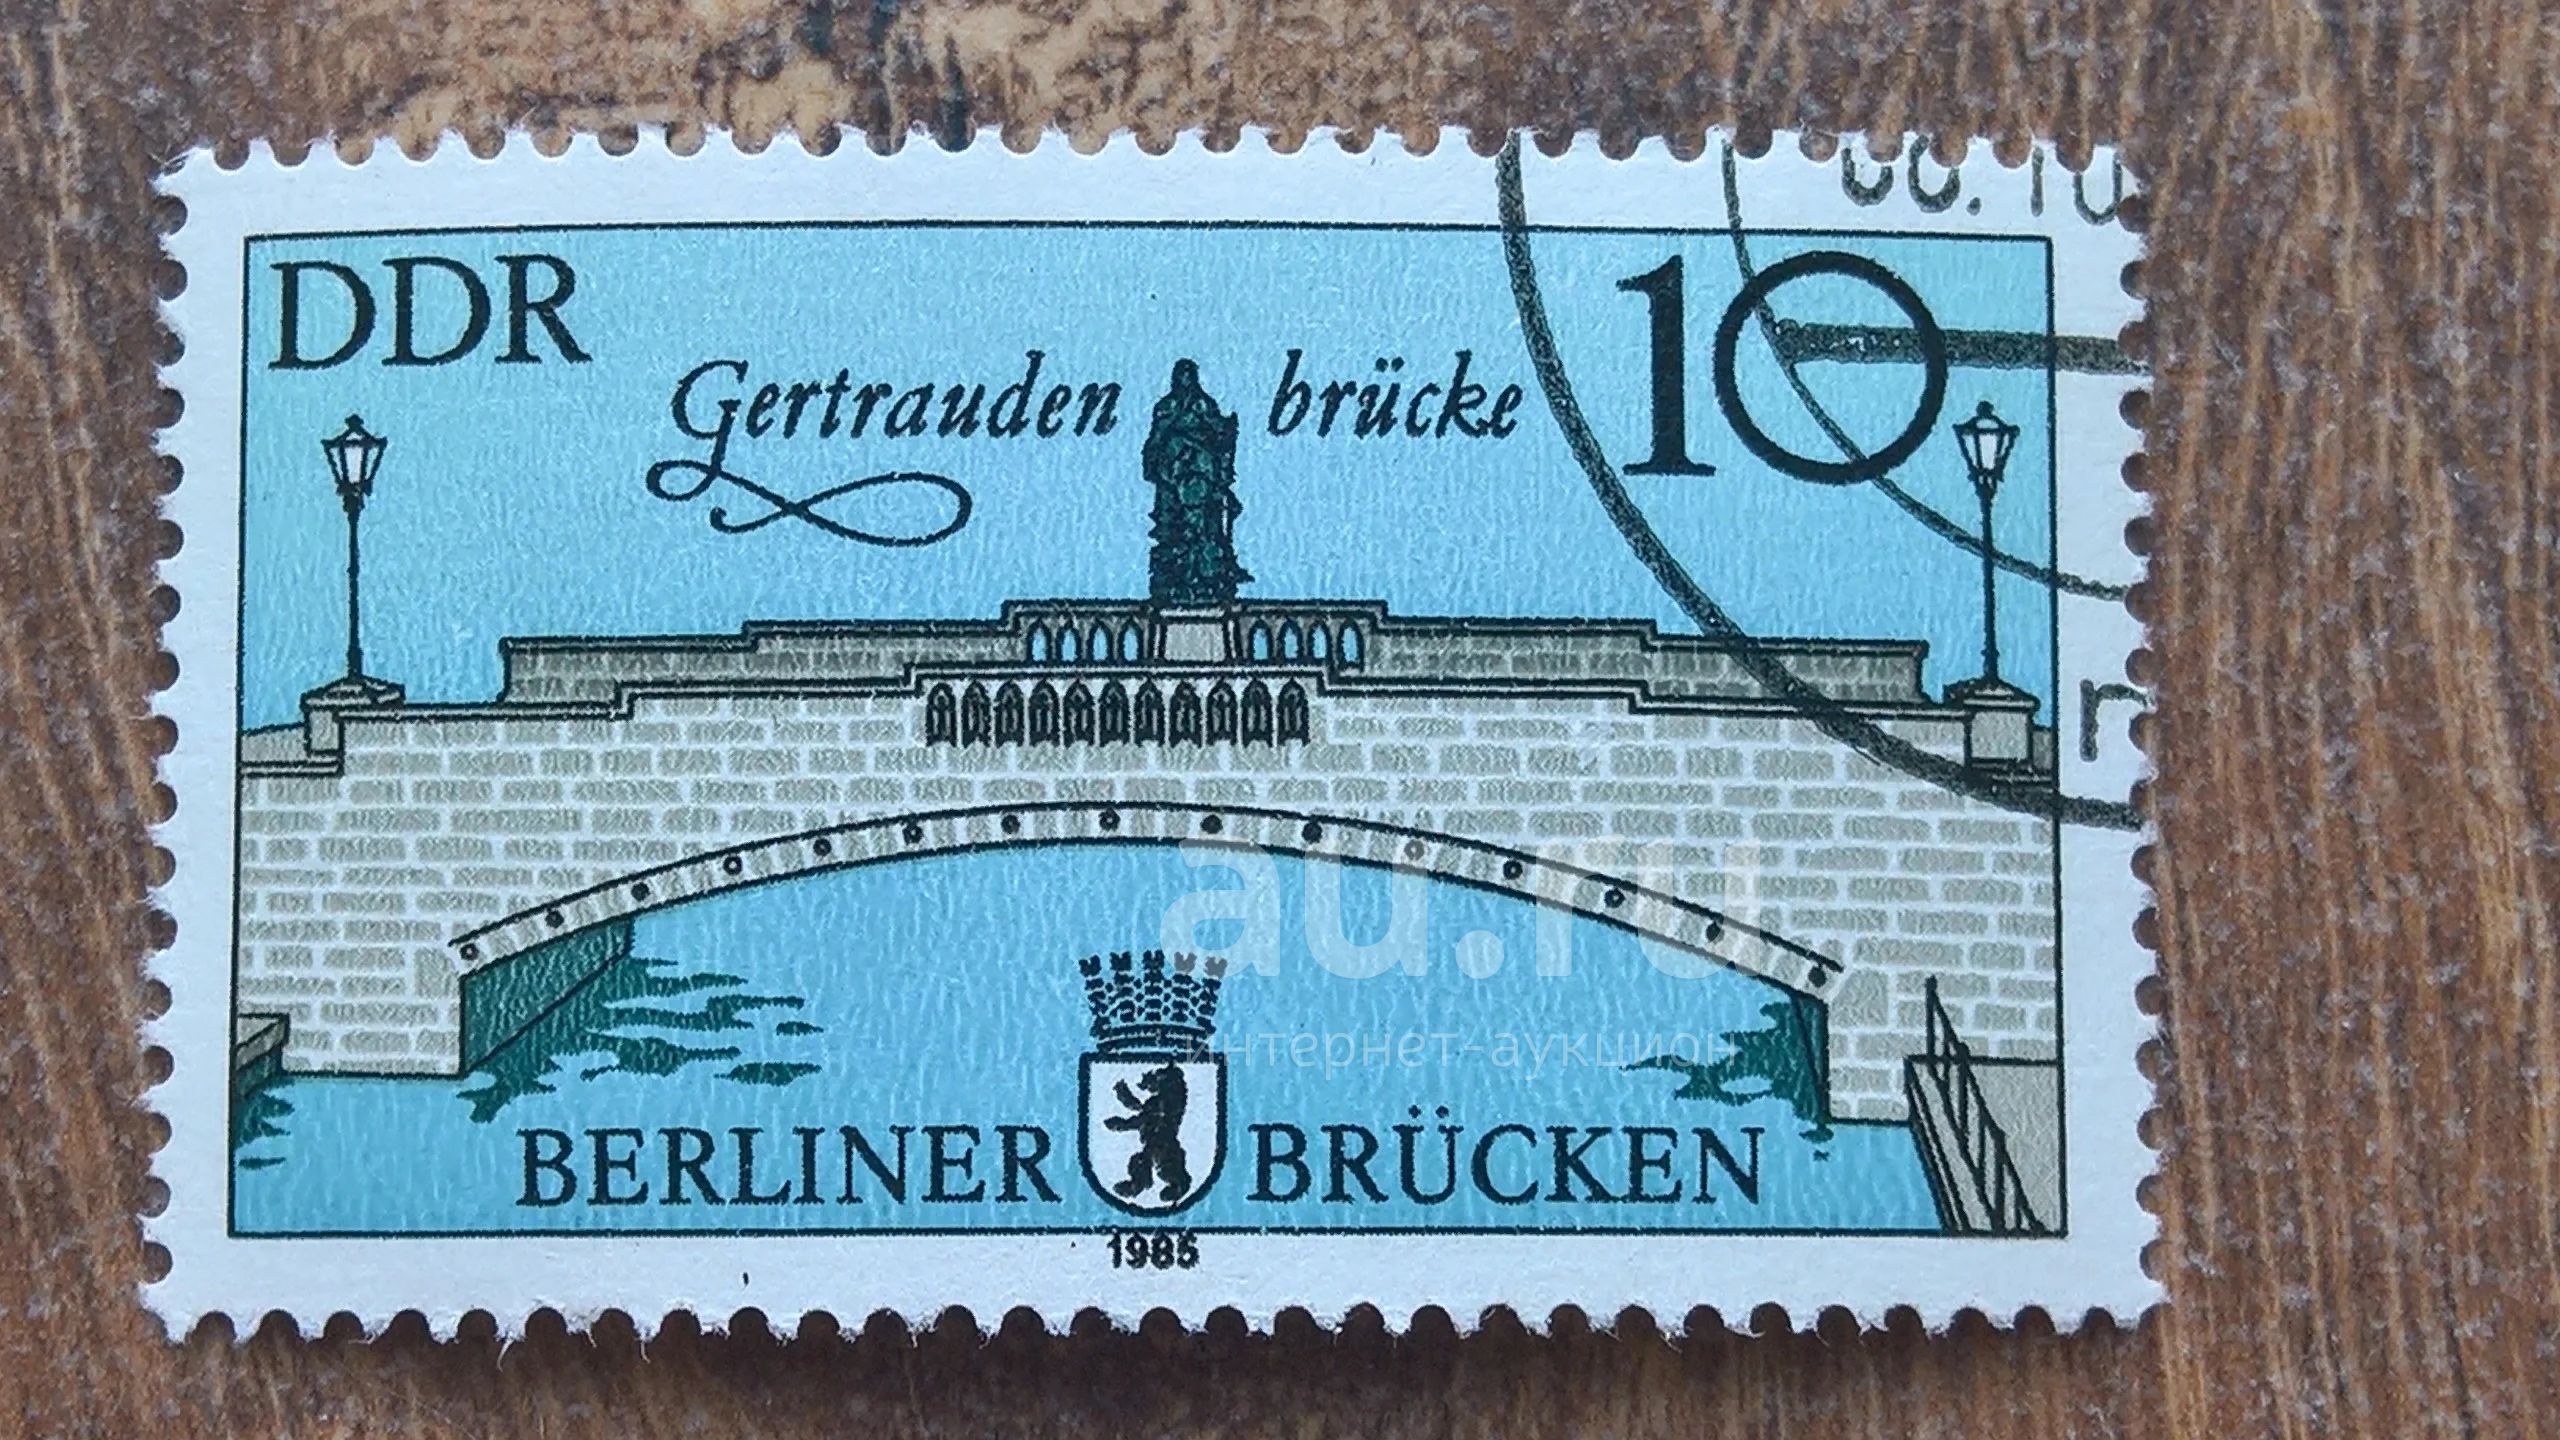 DDR
10
Gertrauden brücke
au.ru
интернет-аукцион
BERLINER BRÜCKEN
1985